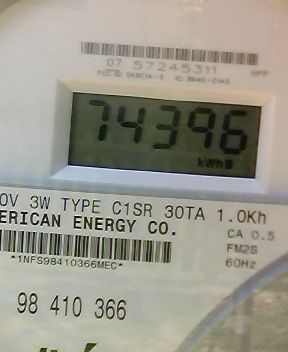 07 57245311
HPP
74396
kWh
0V 3W TYPE C1SR 30TA 1.0Kh
ERICAN ENERGY CO.
CA 0.5
FM2S
*1NFS98410366MEC*
60Hz
98 410 366